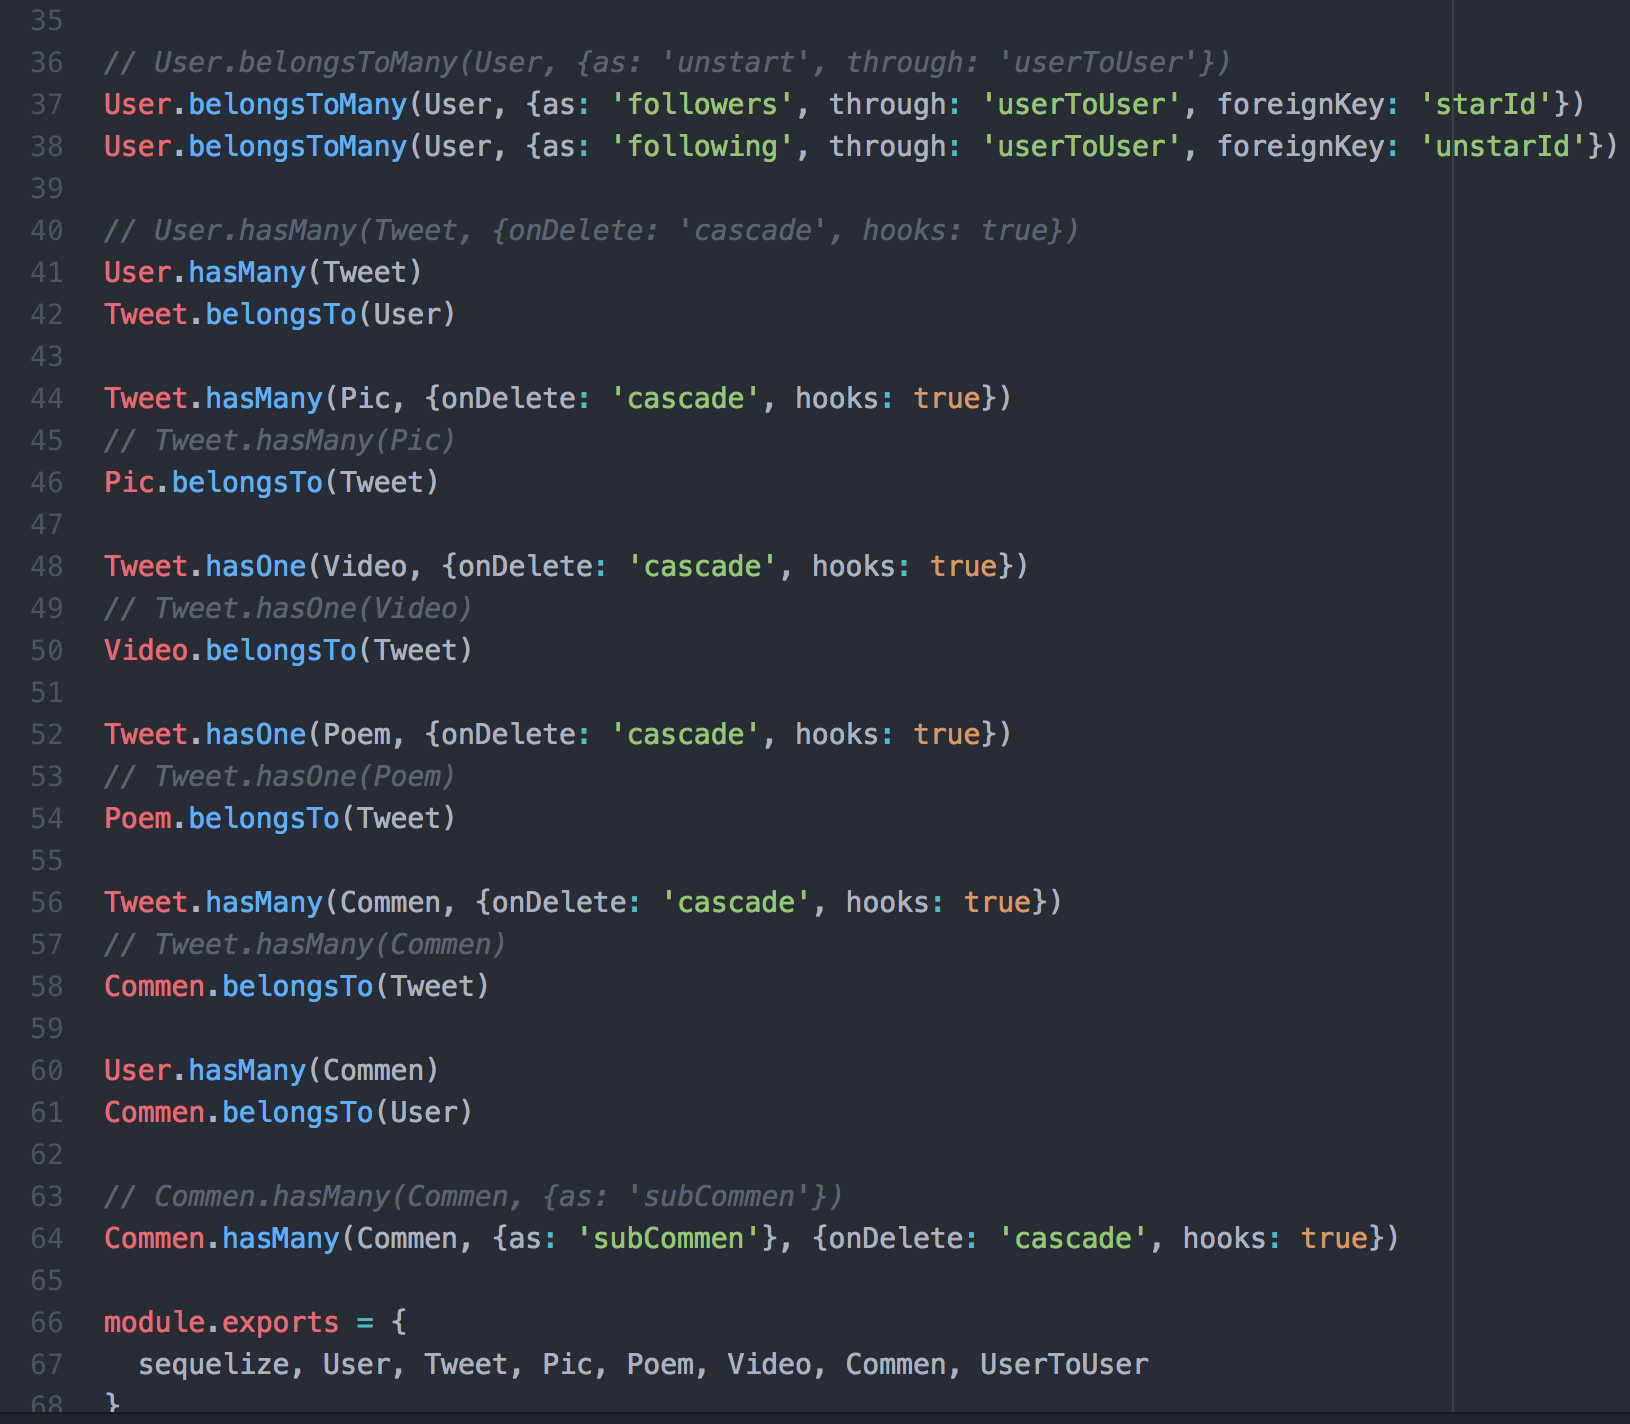 35
36 // User.belongsToMany(User, {as: 'unstart', through: 'userToUser'})
37 User.belongsToMany(User, {as: 'followers', through: 'userToUser', foreignKey: 'starId'})
38 User.belongsToMany(User, {as: 'following', through: 'userToUser', foreignKey: 'unstarId'})
39
40 // User.hasMany(Tweet, {onDelete: 'cascade', hooks: true})
41 User.hasMany(Tweet)
42 Tweet.belongsTo(User)
43
44 Tweet.hasMany(Pic, {onDelete: 'cascade', hooks: true})
45 // Tweet.hasMany(Pic)
46 Pic.belongsTo(Tweet)
47
48 Tweet.hasOne(Video, {onDelete: 'cascade', hooks: true})
49 // Tweet.hasOne(Video)
50 Video.belongsTo(Tweet)
51
52 Tweet.hasOne(Poem, {onDelete: 'cascade', hooks: true})
53 // Tweet.hasOne(Poem)
54 Poem.belongsTo(Tweet)
55
56 Tweet.hasMany(Commen, {onDelete: 'cascade', hooks: true})
57 // Tweet.hasMany(Commen)
58 Commen.belongsTo(Tweet)
59
60 User.hasMany(Commen)
61 Commen.belongsTo(User)
62
63 // Commen.hasMany(Commen, {as: 'subCommen'})
64 Commen.hasMany(Commen, {as: 'subCommen'}, {onDelete: 'cascade', hooks: true})
65
66 module.exports = {
67   sequelize, User, Tweet, Pic, Poem, Video, Commen, UserToUser
68 }